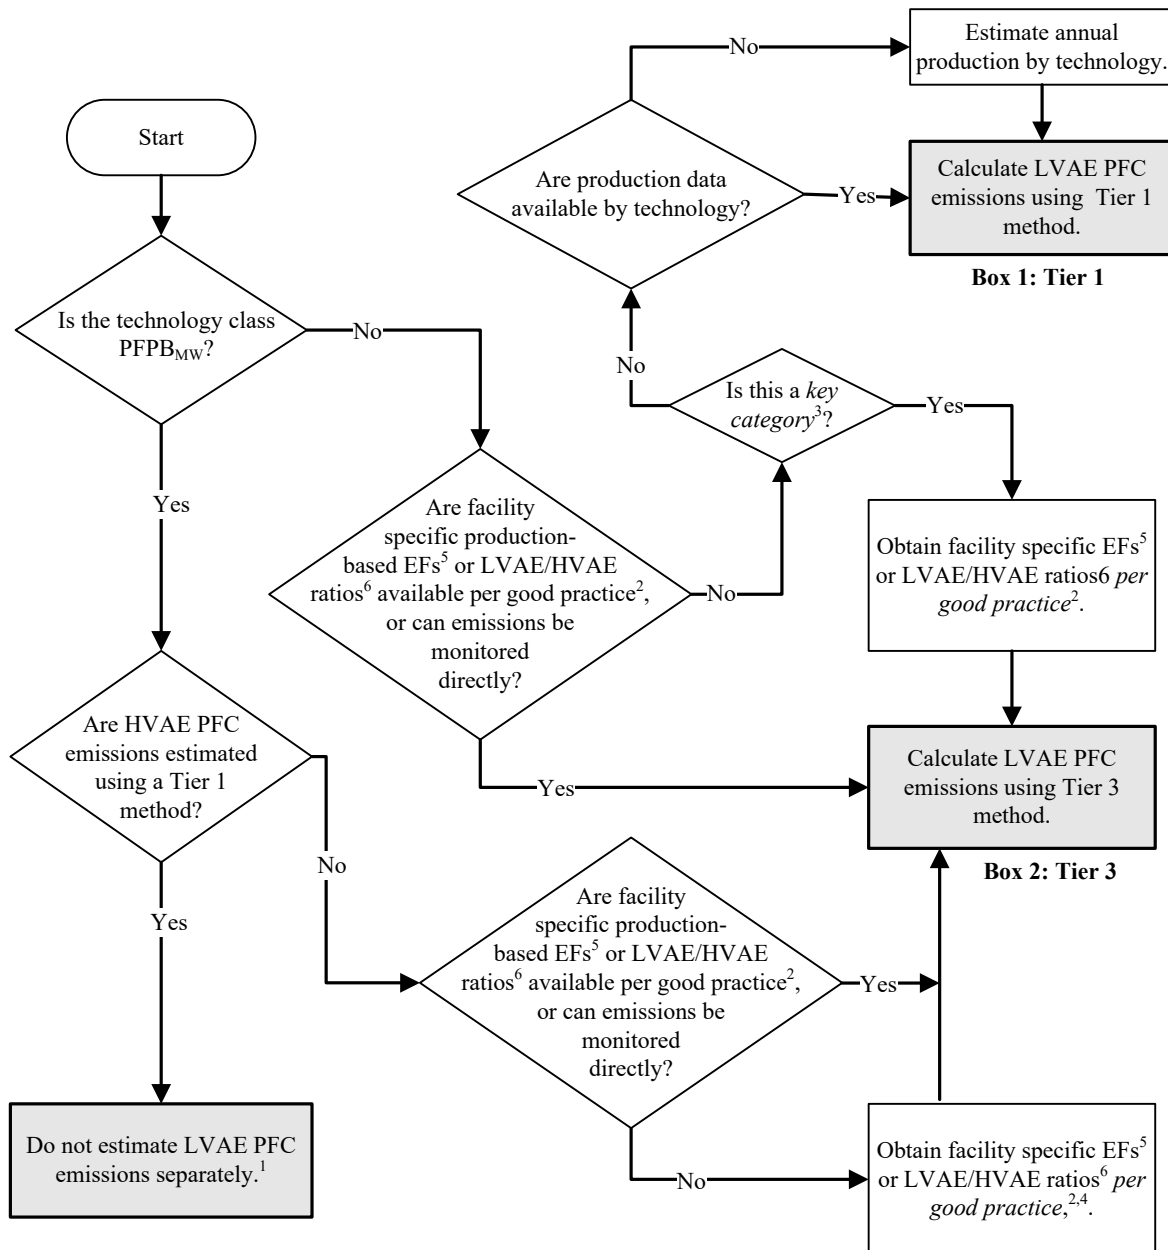 Start
Is the technology class
PFPB_MW?
No
Yes
Are HVAE PFC
emissions estimated
using a Tier 1
method?
Yes
No
Do not estimate LVAE PFC
emissions separately.¹
Are facility
specific production-
based EFs⁵ or LVAE/HVAE
ratios⁶ available per good practice²,
or can emissions be
monitored
directly?
No
Yes
Is this a key
category³?
No
Yes
Are production data
available by technology?
No
Yes
Estimate annual
production by technology.
Calculate LVAE PFC
emissions using Tier 1
method.
Box 1: Tier 1
Obtain facility specific EFs⁵
or LVAE/HVAE ratios6 per
good practice².
Calculate LVAE PFC
emissions using Tier 3
method.
Box 2: Tier 3
Are facility
specific production-
based EFs⁵ or LVAE/HVAE
ratios⁶ available per good practice²,
or can emissions be
monitored
directly?
Yes
No
Obtain facility specific EFs⁵
or LVAE/HVAE ratios⁶ per
good practice,²,⁴.